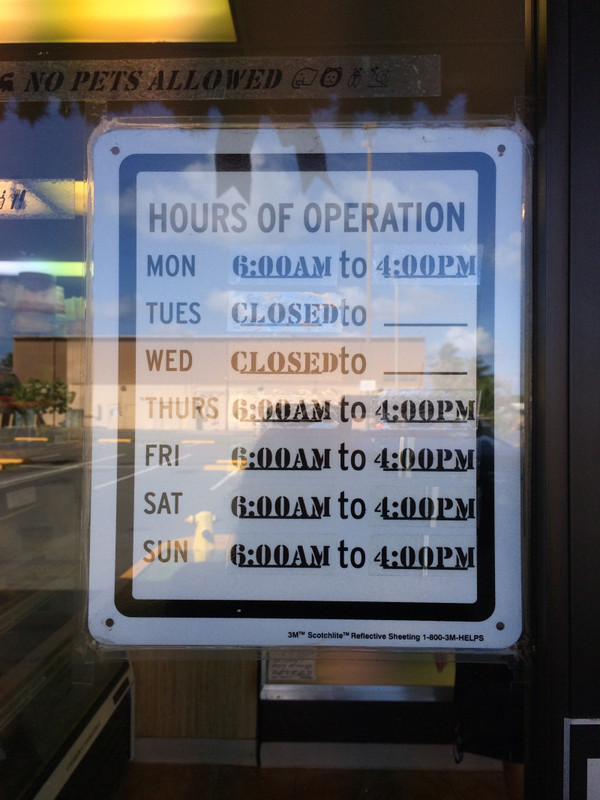 NO PETS ALLOWED
HOURS OF OPERATION
MON 6:00AM to 4:00PM
TUES CLOSED to
WED CLOSED to
THURS 6:00AM to 4:00PM
FRI 6:00AM to 4:00PM
SAT 6:00AM to 4:00PM
SUN 6:00AM to 4:00PM
3M™ Scotchlite™ Reflective Sheeting 1-800-3M-HELPS